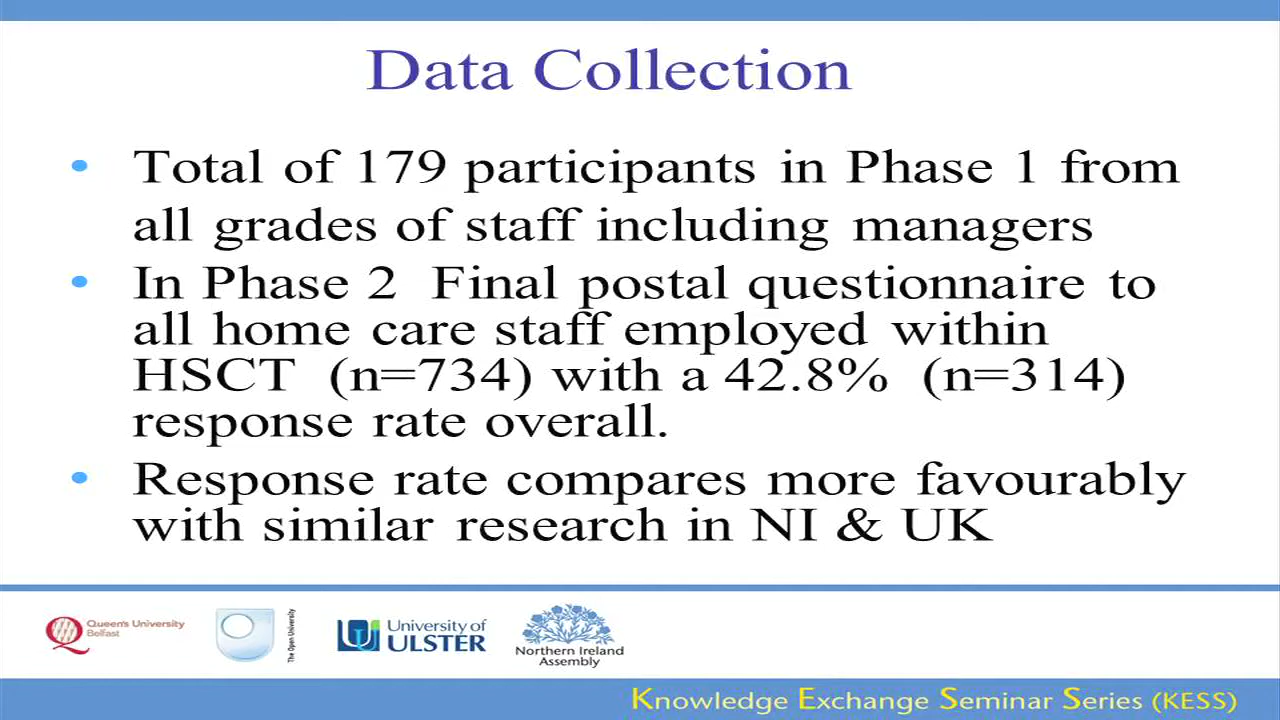 Data Collection
• Total of 179 participants in Phase 1 from
all grades of staff including managers
• In Phase 2 Final postal questionnaire to
all home care staff employed within
HSCT (n=734) with a 42.8% (n=314)
response rate overall.
• Response rate compares more favourably
with similar research in NI & UK
Queen's University
Belfast
The Open University
University of
ULSTER
Northern Ireland
Assembly
Knowledge Exchange Seminar Series (KESS)